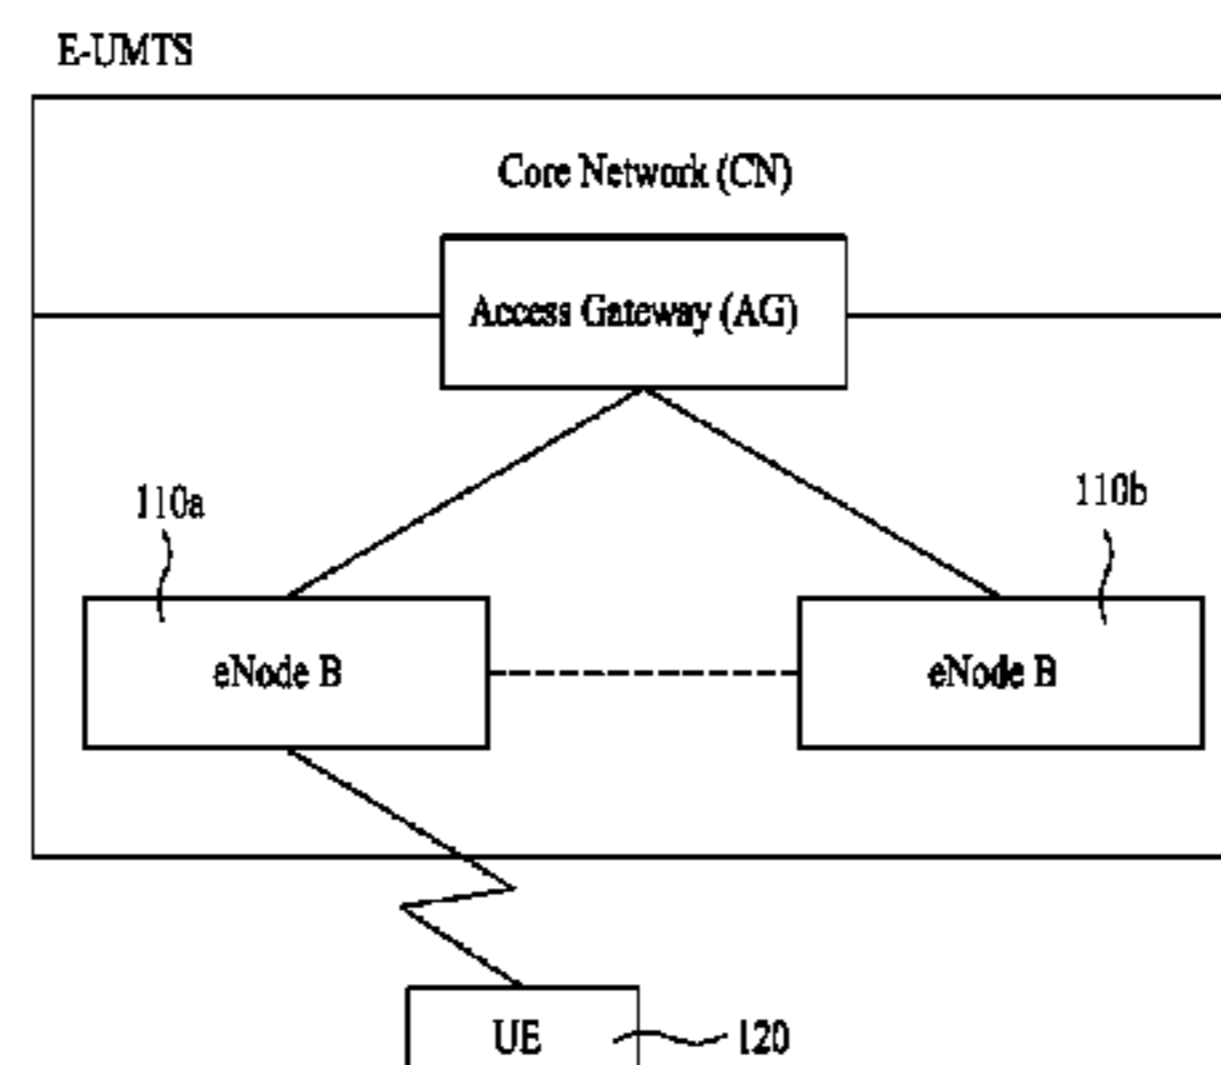 E-UMTS
Core Network (CN)
Access Gateway (AG)
110a
110b
eNode B
eNode B
UE
120